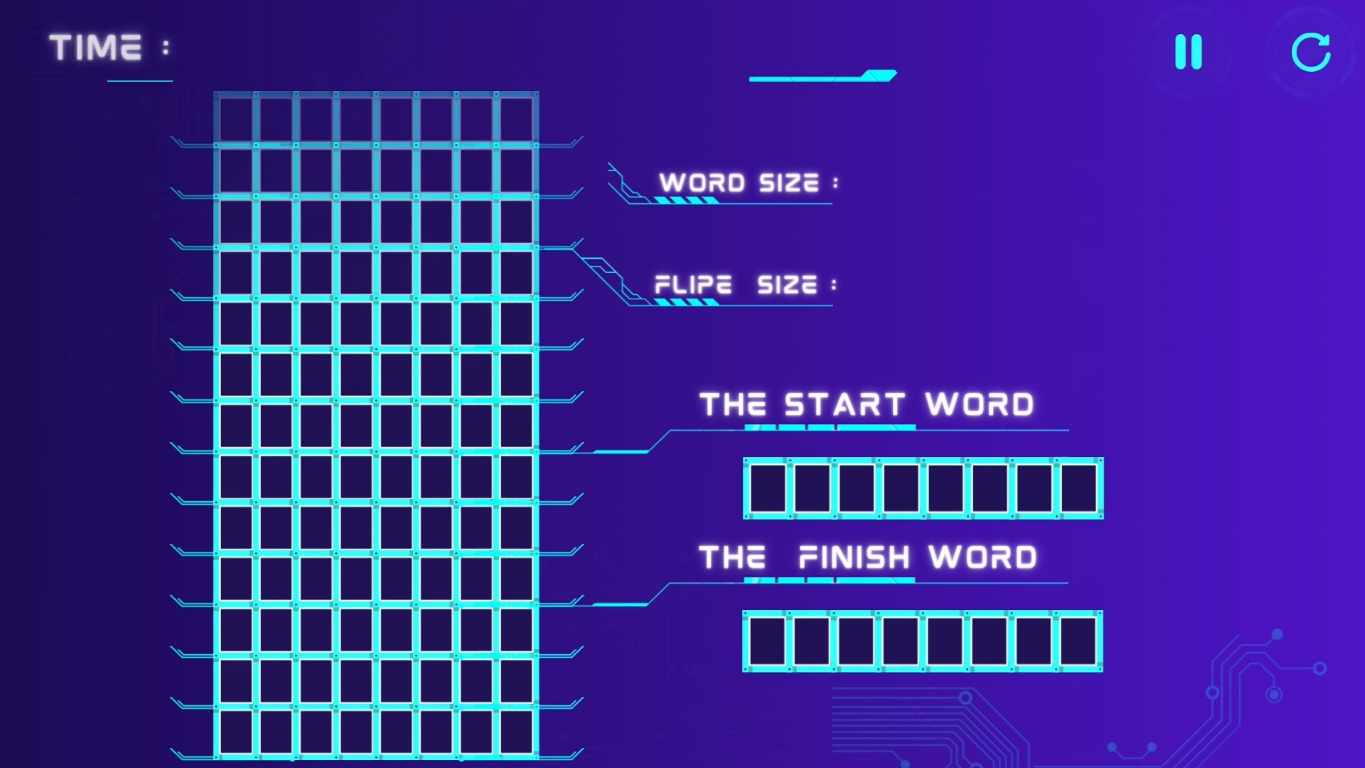 TIME :
WORD SIZE :
FLIPE SIZE :
THE START WORD
THE FINISH WORD